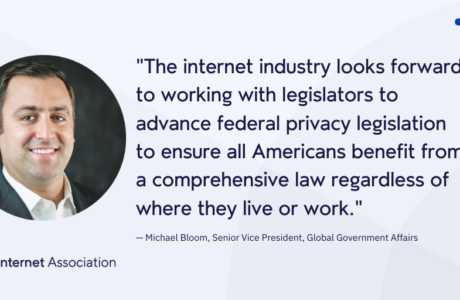 "The internet industry looks forward
to working with legislators to
advance federal privacy legislation
to ensure all Americans benefit from
a comprehensive law regardless of
where they live or work."
— Michael Bloom, Senior Vice President, Global Government Affairs
Internet Association